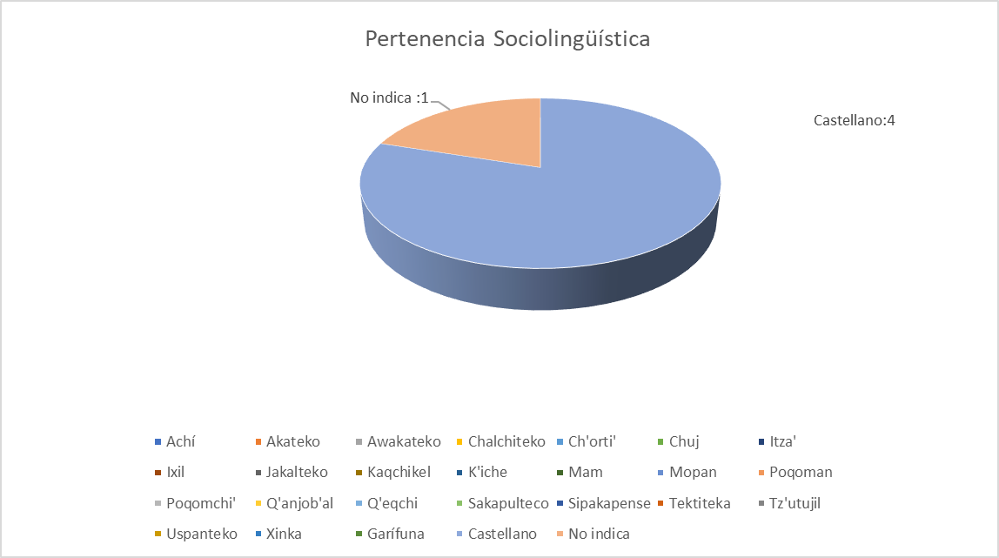 Pertenencia Sociolingüística
No indica :1
Castellano:4
Achí Akateko Awakateko Chalchiteko Ch'orti' Chuj Itza'
Ixil Jakalteko Kaqchikel K'iche Mam Mopan Poqoman
Poqomchi' Q'anjob'al Q'eqchi Sakapulteco Sipakapense Tektiteka Tz'utujil
Uspanteko Xinka Garífuna Castellano No indica